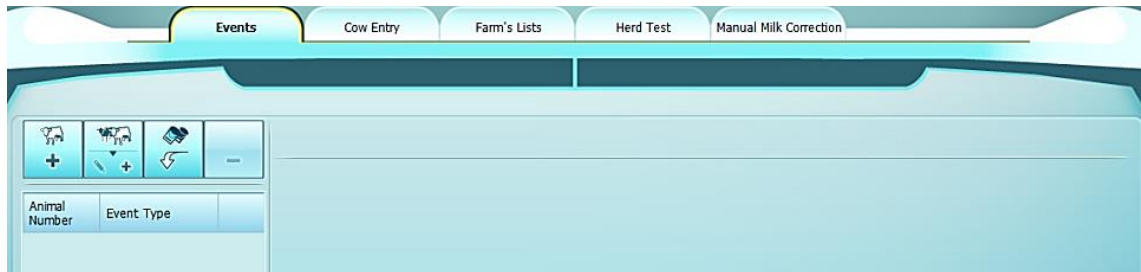 Events Cow Entry Farm's Lists Herd Test Manual Milk Correction
Animal
Number
Event Type